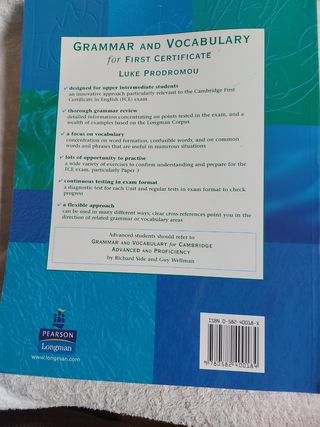 GRAMMAR AND VOCABULARY
for FIRST CERTIFICATE
LUKE PRODROMOU
✓ designed for upper intermediate students
an innovative approach particularly relevant to the Cambridge First
Certificate in English (FCE) exam
✓ thorough grammar review
detailed information concentrating on points tested in the exam, and a
wealth of examples based on the Longman Corpus
✓ a focus on vocabulary
concentration on word formation, confusable words, and on common
words and phrases that are useful in numerous situations
✓ lots of opportunity to practise
a wide variety of exercises to confirm understanding and prepare for the
FCE exam, particularly Paper 3
✓ continuous testing in exam format
a diagnostic test for each Unit and regular tests in exam format to check
progress
✓ a flexible approach
can be used in many different ways; clear cross-references point you in the
direction of related grammar or vocabulary areas
Advanced students should refer to
GRAMMAR AND VOCABULARY for CAMBRIDGE
ADVANCED AND PROFICIENCY
by Richard Side and Guy Wellman
ISBN 0-582-40018-X
9 780582 400184
PEARSON
Longman
www.longman.com